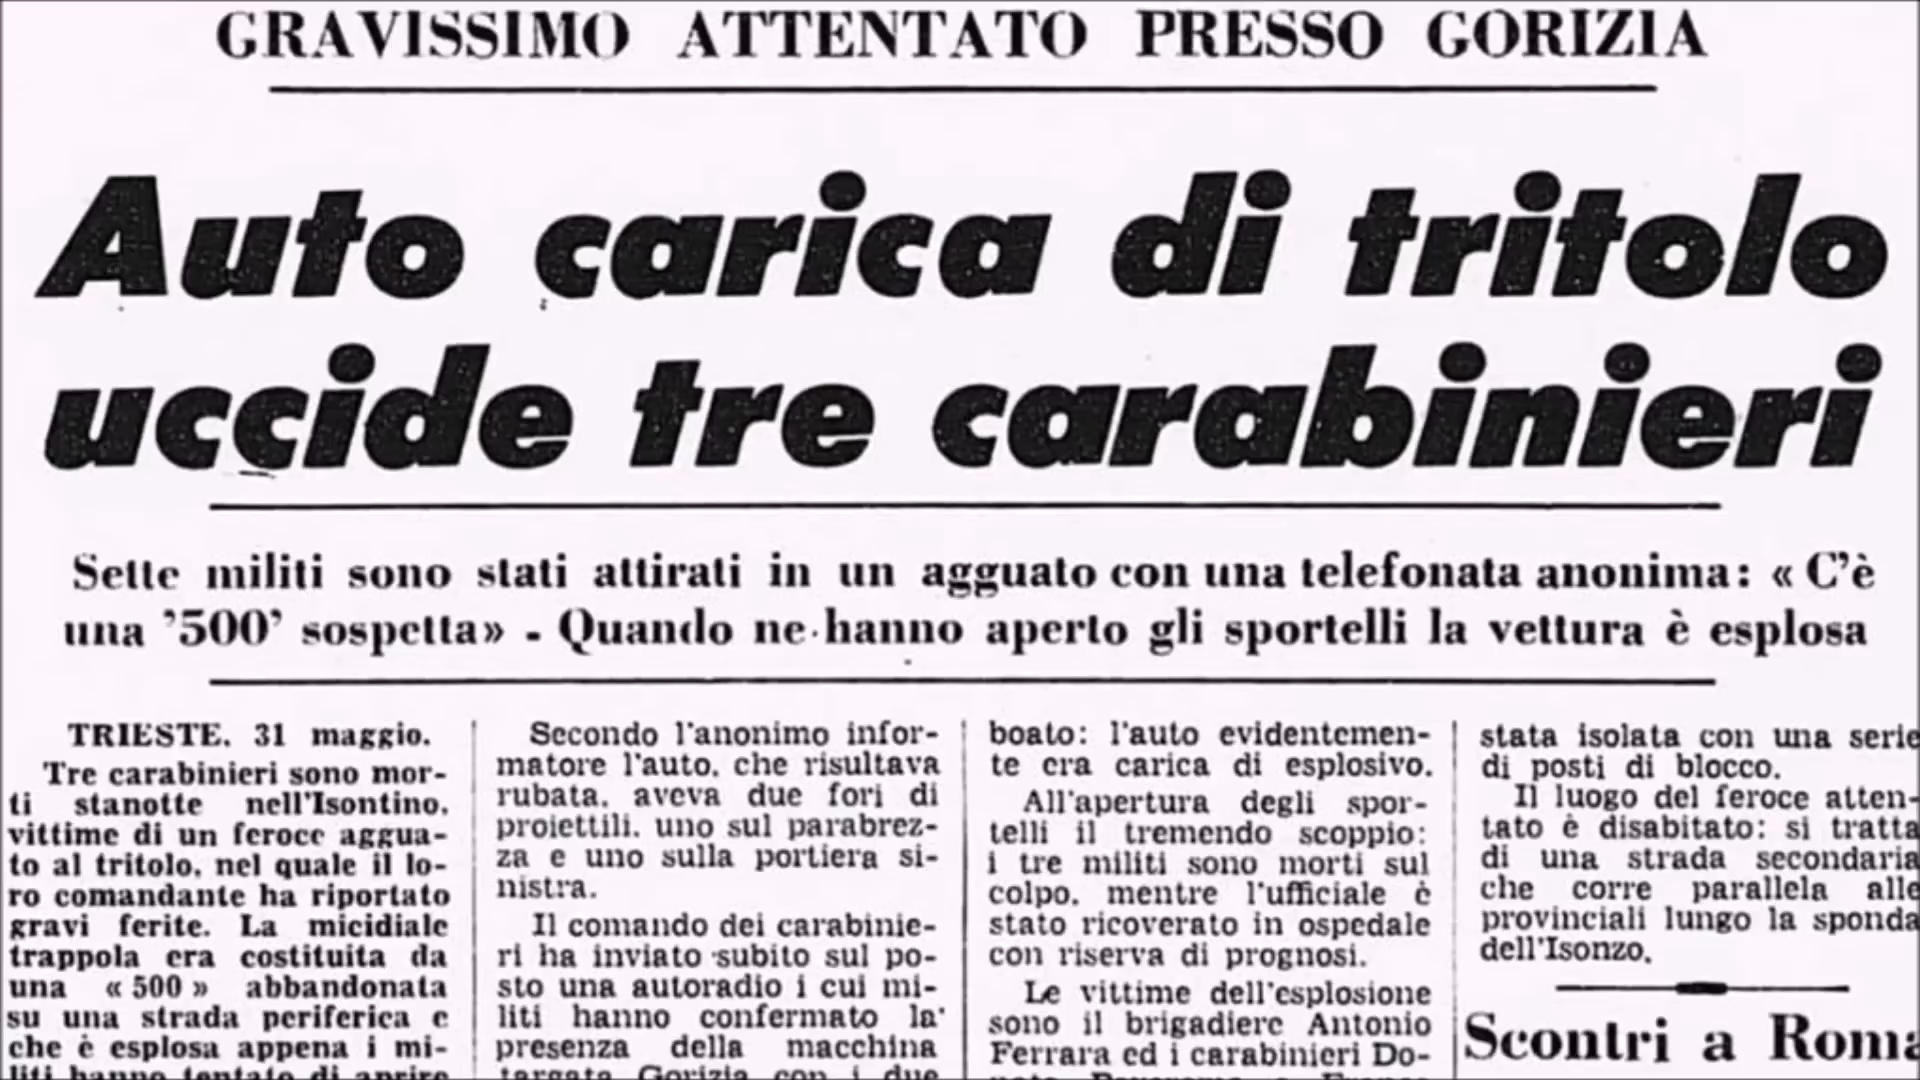 GRAVISSIMO ATTENTATO PRESSO GORIZIA
Auto carica di tritolo
uccide tre carabinieri
Sette militi sono stati attirati in un agguato con una telefonata anonima: « C'è
una '500' sospetta» - Quando ne hanno aperto gli sportelli la vettura è esplosa
TRIESTE. 31 maggio.
Tre carabinieri sono mor-
ti stanotte nell'Isontino,
vittime di un feroce aggua-
to al tritolo, nel quale il lo-
ro comandante ha riportato
gravi ferite. La micidiale
trappola era costituita da
una « 500 » abbandonata
su una strada periferica e
che è esplosa appena i mi-
liti hanno tentato di aprire
Secondo l'anonimo infor-
matore l'auto, che risultava
rubata, aveva due fori di
proiettili, uno sul parabrez-
za e uno sulla portiera si-
nistra.
Il comando dei carabinie-
ri ha inviato subito sul po-
sto una autoradio i cui mi-
liti hanno confermato la
presenza della macchina
targata Gorizia con i due
boato: l'auto evidentemen-
te era carica di esplosivo.
All'apertura degli spor-
telli il tremendo scoppio:
i tre militi sono morti sul
colpo, mentre l'ufficiale è
stato ricoverato in ospedale
con riserva di prognosi.
Le vittime dell'esplosione
sono il brigadiere Antonio
Ferrara ed i carabinieri Do-
stata isolata con una serie
di posti di blocco.
Il luogo del feroce atten-
tato è disabitato: si tratta
di una strada secondaria
che corre parallela alle
provinciali lungo la sponda
dell'Isonzo.
Scontri a Roma